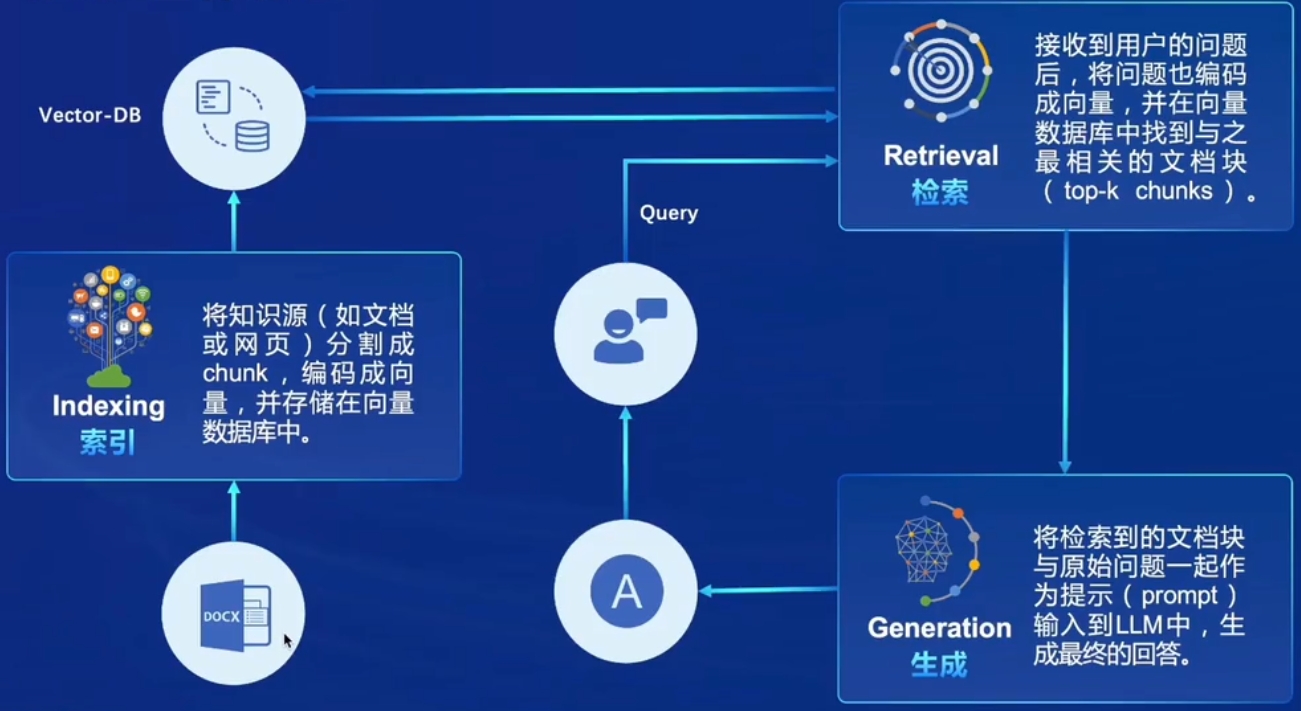 Vector-DB
Retrieval
检索
接收到用户的问题
后，将问题也编码
成向量，并在向量
数据库中找到与之
最相关的文档块
（top-k chunks）。
Query
Indexing
索引
将知识源（如文档
或网页）分割成
chunk，编码成向
量，并存储在向量
数据库中。
DOCX
A
Generation
生成
将检索到的文档块
与原始问题一起作
为提示（prompt）
输入到LLM中，生
成最终的回答。